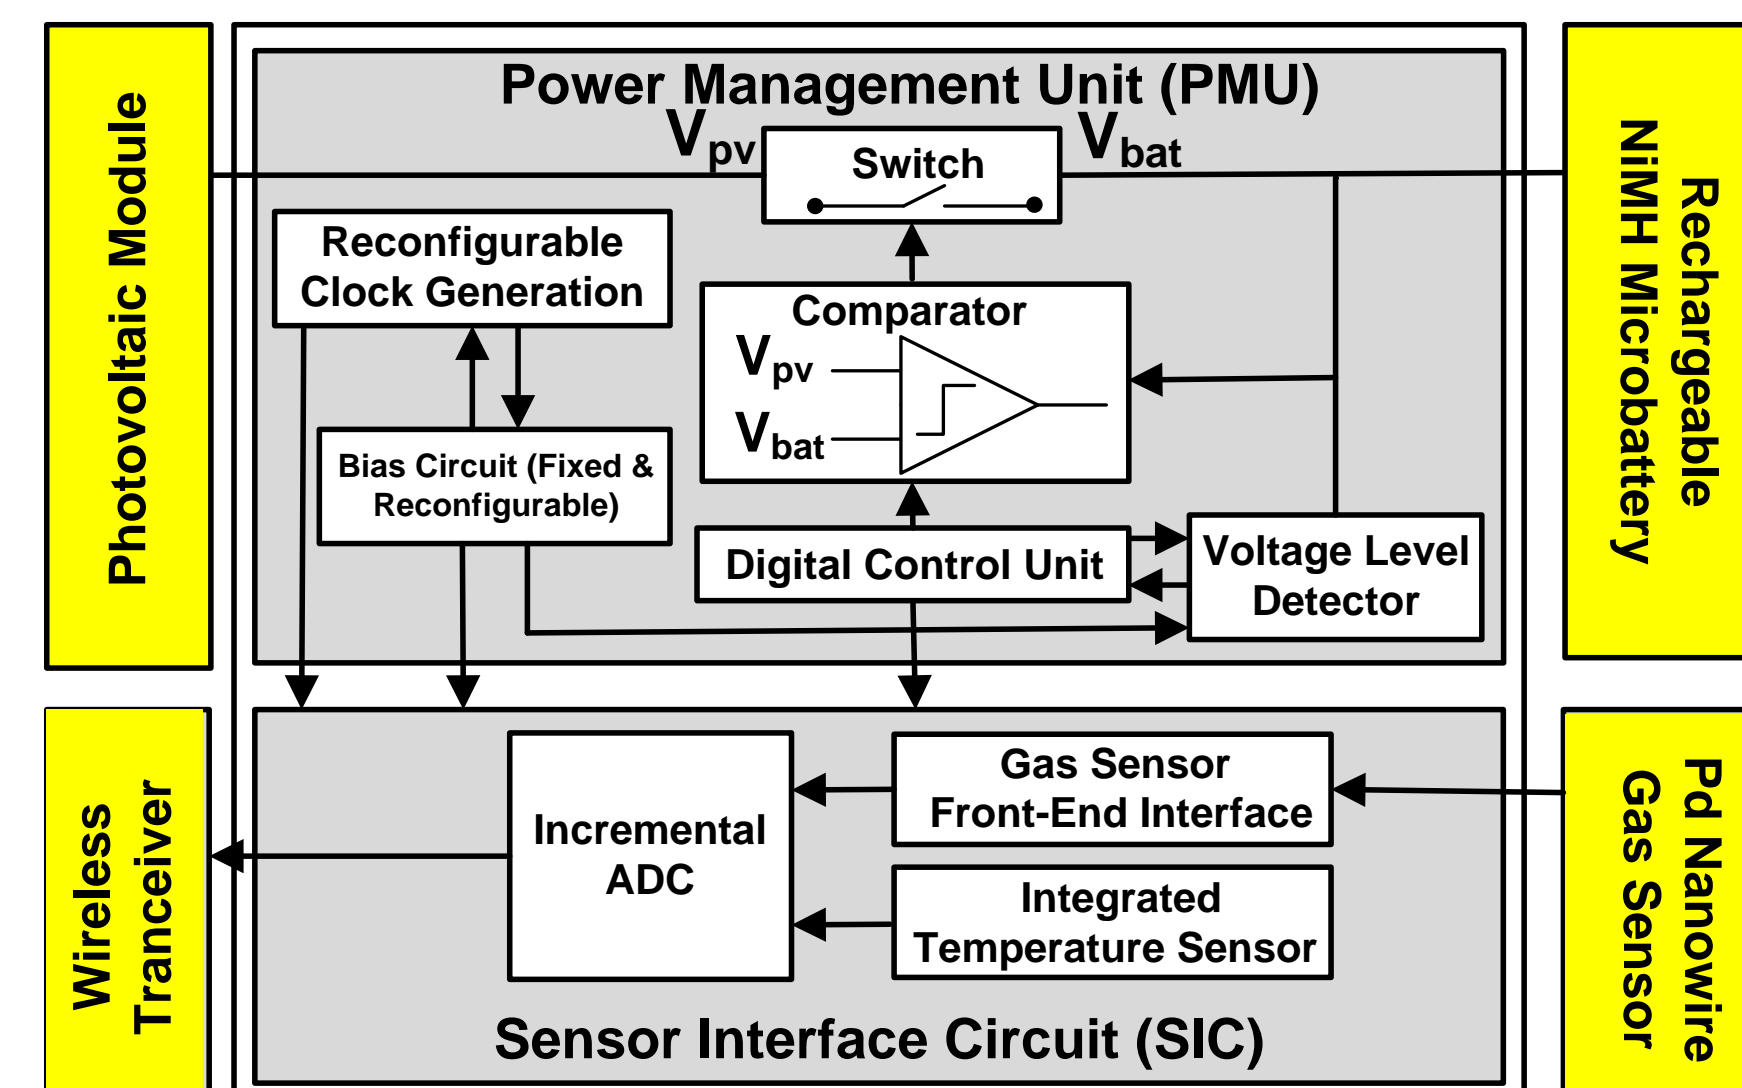 Power Management Unit (PMU)
Photovoltaic Module
Vpv
Vbat
Switch
Rechargeable
NiMH Microbattery
Reconfigurable
Clock Generation
Comparator
Vpv
Vbat
Bias Circuit (Fixed &
Reconfigurable)
Digital Control Unit
Voltage Level
Detector
Wireless
Tranceiver
Incremental
ADC
Gas Sensor
Front-End Interface
Integrated
Temperature Sensor
Pd Nanowire
Gas Sensor
Sensor Interface Circuit (SIC)